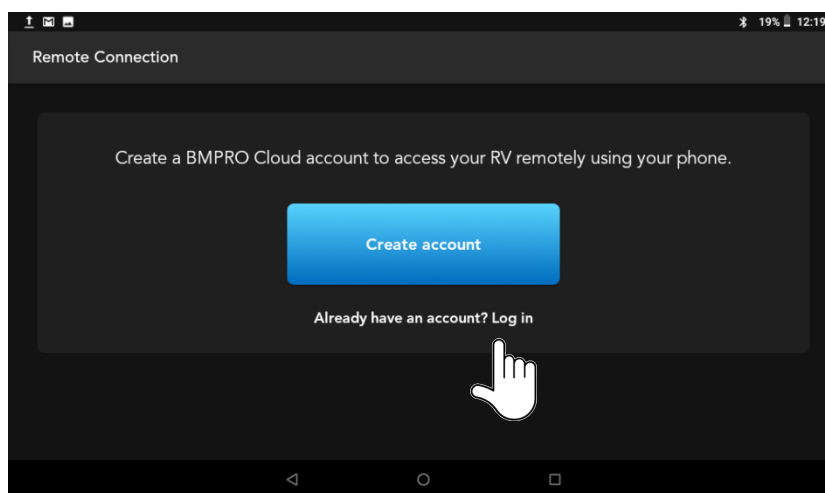 19% 12:19
Remote Connection
Create a BMPRO Cloud account to access your RV remotely using your phone.
Create account
Already have an account? Log in